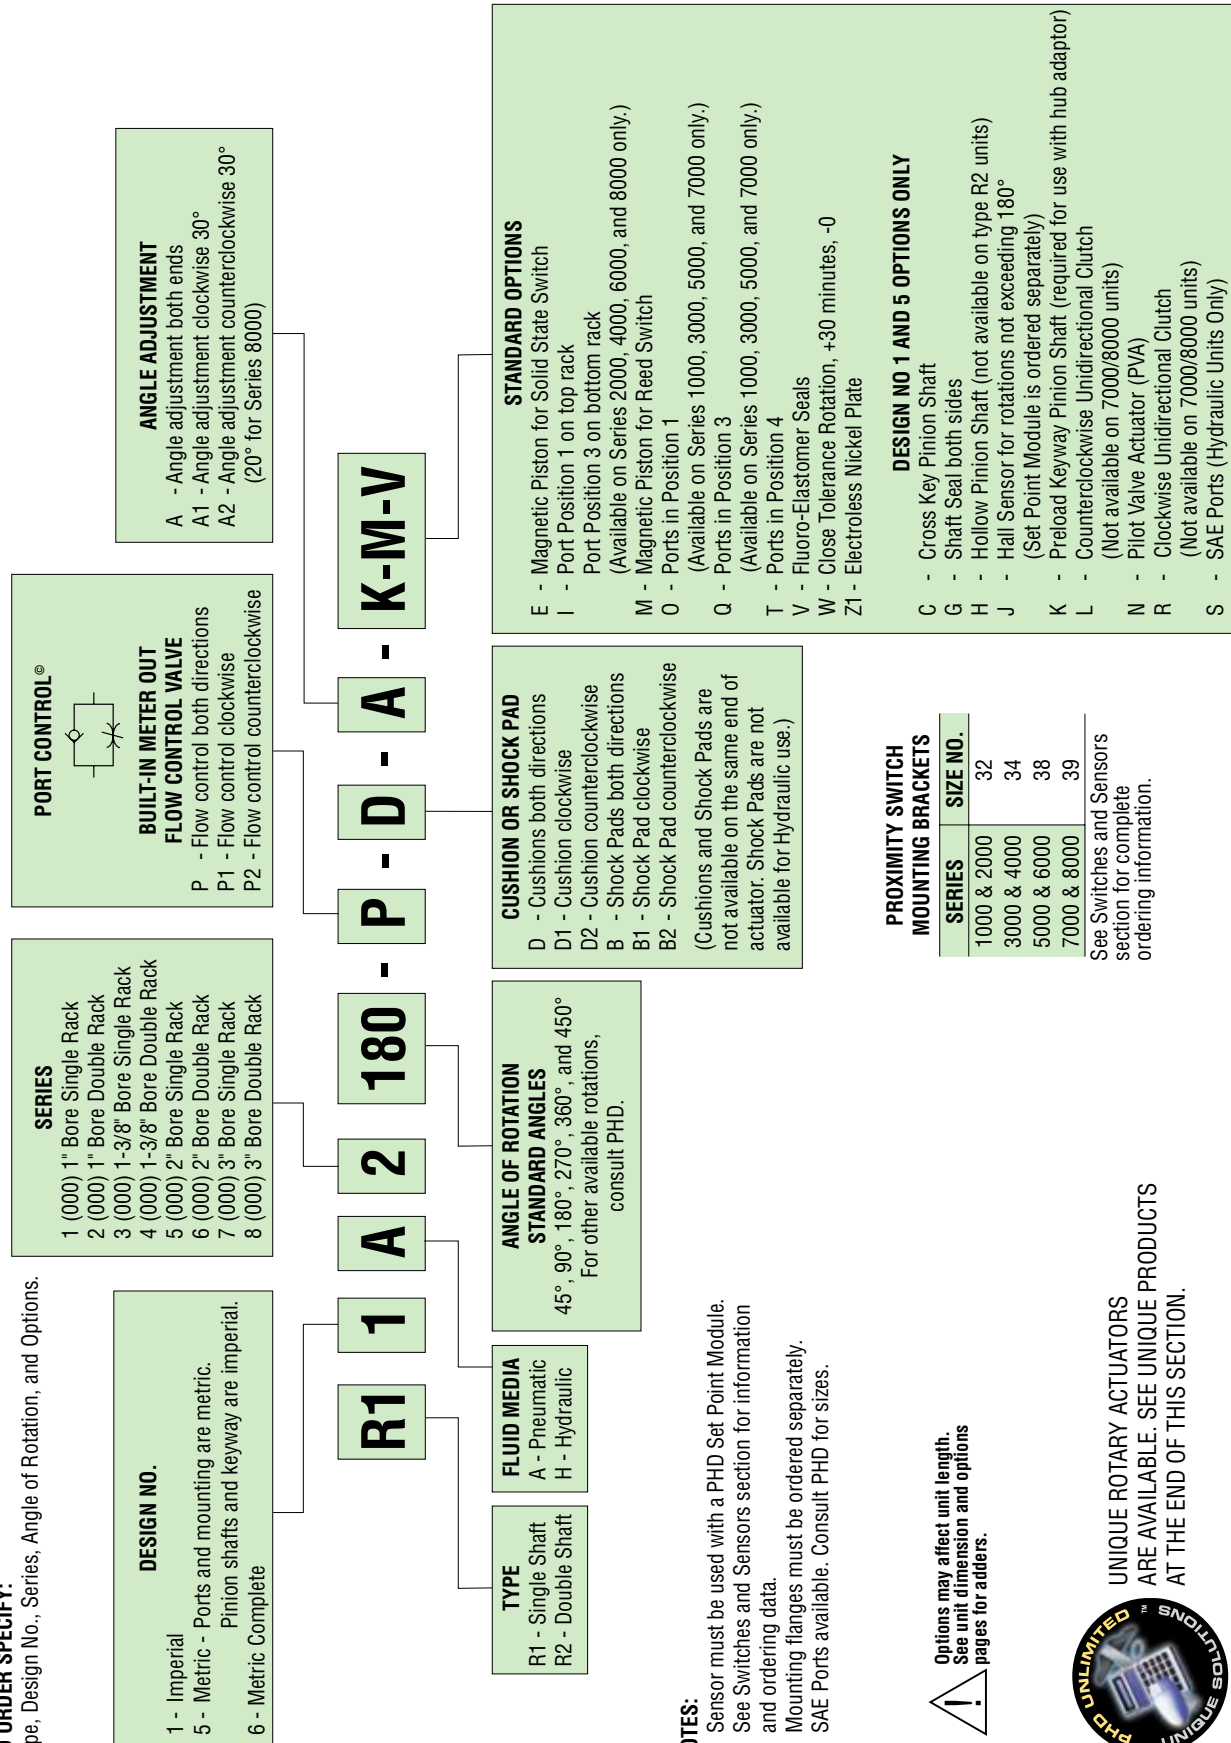 O ORDER SPECIFY:
pe, Design No., Series, Angle of Rotation, and Options.
DESIGN NO.
1 - Imperial
5 - Metric - Ports and mounting are metric.
Pinion shafts and keyway are imperial.
6 - Metric Complete
SERIES
1 (000) 1" Bore Single Rack
2 (000) 1" Bore Double Rack
3 (000) 1-3/8" Bore Single Rack
4 (000) 1-3/8" Bore Double Rack
5 (000) 2" Bore Single Rack
6 (000) 2" Bore Double Rack
7 (000) 3" Bore Single Rack
8 (000) 3" Bore Double Rack
PORT CONTROL©
BUILT-IN METER OUT
FLOW CONTROL VALVE
P - Flow control both directions
P1 - Flow control clockwise
P2 - Flow control counterclockwise
ANGLE ADJUSTMENT
A - Angle adjustment both ends
A1 - Angle adjustment clockwise 30°
A2 - Angle adjustment counterclockwise 30°
(20° for Series 8000)
R1 1 A 2 180 - P - D - A - K-M-V
TYPE
R1 - Single Shaft
R2 - Double Shaft
FLUID MEDIA
A - Pneumatic
H - Hydraulic
ANGLE OF ROTATION
STANDARD ANGLES
45°, 90°, 180°, 270°, 360°, and 450°
For other available rotations,
consult PHD.
CUSHION OR SHOCK PAD
D - Cushions both directions
D1 - Cushion clockwise
D2 - Cushion counterclockwise
B - Shock Pads both directions
B1 - Shock Pad clockwise
B2 - Shock Pad counterclockwise
(Cushions and Shock Pads are
not available on the same end of
actuator. Shock Pads are not
available for Hydraulic use.)
STANDARD OPTIONS
E - Magnetic Piston for Solid State Switch
I - Port Position 1 on top rack
Port Position 3 on bottom rack
(Available on Series 2000, 4000, 6000, and 8000 only.)
M - Magnetic Piston for Reed Switch
O - Ports in Position 1
(Available on Series 1000, 3000, 5000, and 7000 only.)
Q - Ports in Position 3
(Available on Series 1000, 3000, 5000, and 7000 only.)
T - Ports in Position 4
V - Fluoro-Elastomer Seals
W - Close Tolerance Rotation, +30 minutes, -0
Z1 - Electroless Nickel Plate
DESIGN NO 1 AND 5 OPTIONS ONLY
C - Cross Key Pinion Shaft
G - Shaft Seal both sides
H - Hollow Pinion Shaft (not available on type R2 units)
J - Hall Sensor for rotations not exceeding 180°
(Set Point Module is ordered separately)
K - Preload Keyway Pinion Shaft (required for use with hub adaptor)
L - Counterclockwise Unidirectional Clutch
(Not available on 7000/8000 units)
N - Pilot Valve Actuator (PVA)
R - Clockwise Unidirectional Clutch
(Not available on 7000/8000 units)
S - SAE Ports (Hydraulic Units Only)
OTES:
Sensor must be used with a PHD Set Point Module.
See Switches and Sensors section for information
and ordering data.
Mounting flanges must be ordered separately.
SAE Ports available. Consult PHD for sizes.
PROXIMITY SWITCH
MOUNTING BRACKETS
SERIES SIZE NO.
1000 & 2000 32
3000 & 4000 34
5000 & 6000 38
7000 & 8000 39
See Switches and Sensors
section for complete
ordering information.
! Options may affect unit length.
See unit dimension and options
pages for adders.
PHD UNLIMITED ™
UNIQUE SOLUTIONS
UNIQUE ROTARY ACTUATORS
ARE AVAILABLE. SEE UNIQUE PRODUCTS
AT THE END OF THIS SECTION.